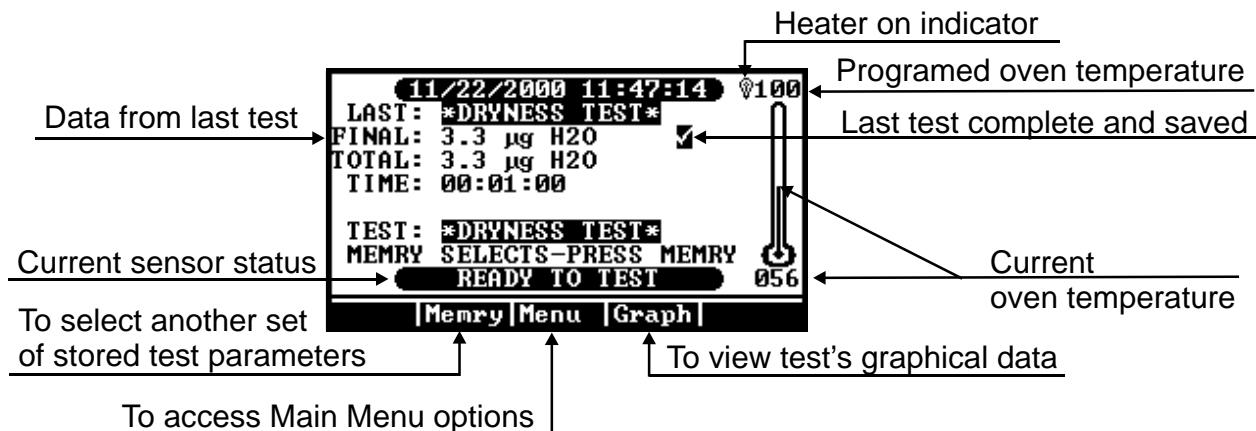 Heater on indicator
11/22/2000 11:47:14 100
Programed oven temperature
LAST: *DRYNESS TEST*
Data from last test
FINAL: 3.3 µg H2O
Last test complete and saved
TOTAL: 3.3 µg H2O
TIME: 00:01:00
TEST: *DRYNESS TEST*
MEMRY SELECTS-PRESS MEMRY
Current sensor status
READY TO TEST 056
Current
oven temperature
Memry|Menu |Graph|
To select another set
of stored test parameters
To view test's graphical data
To access Main Menu options